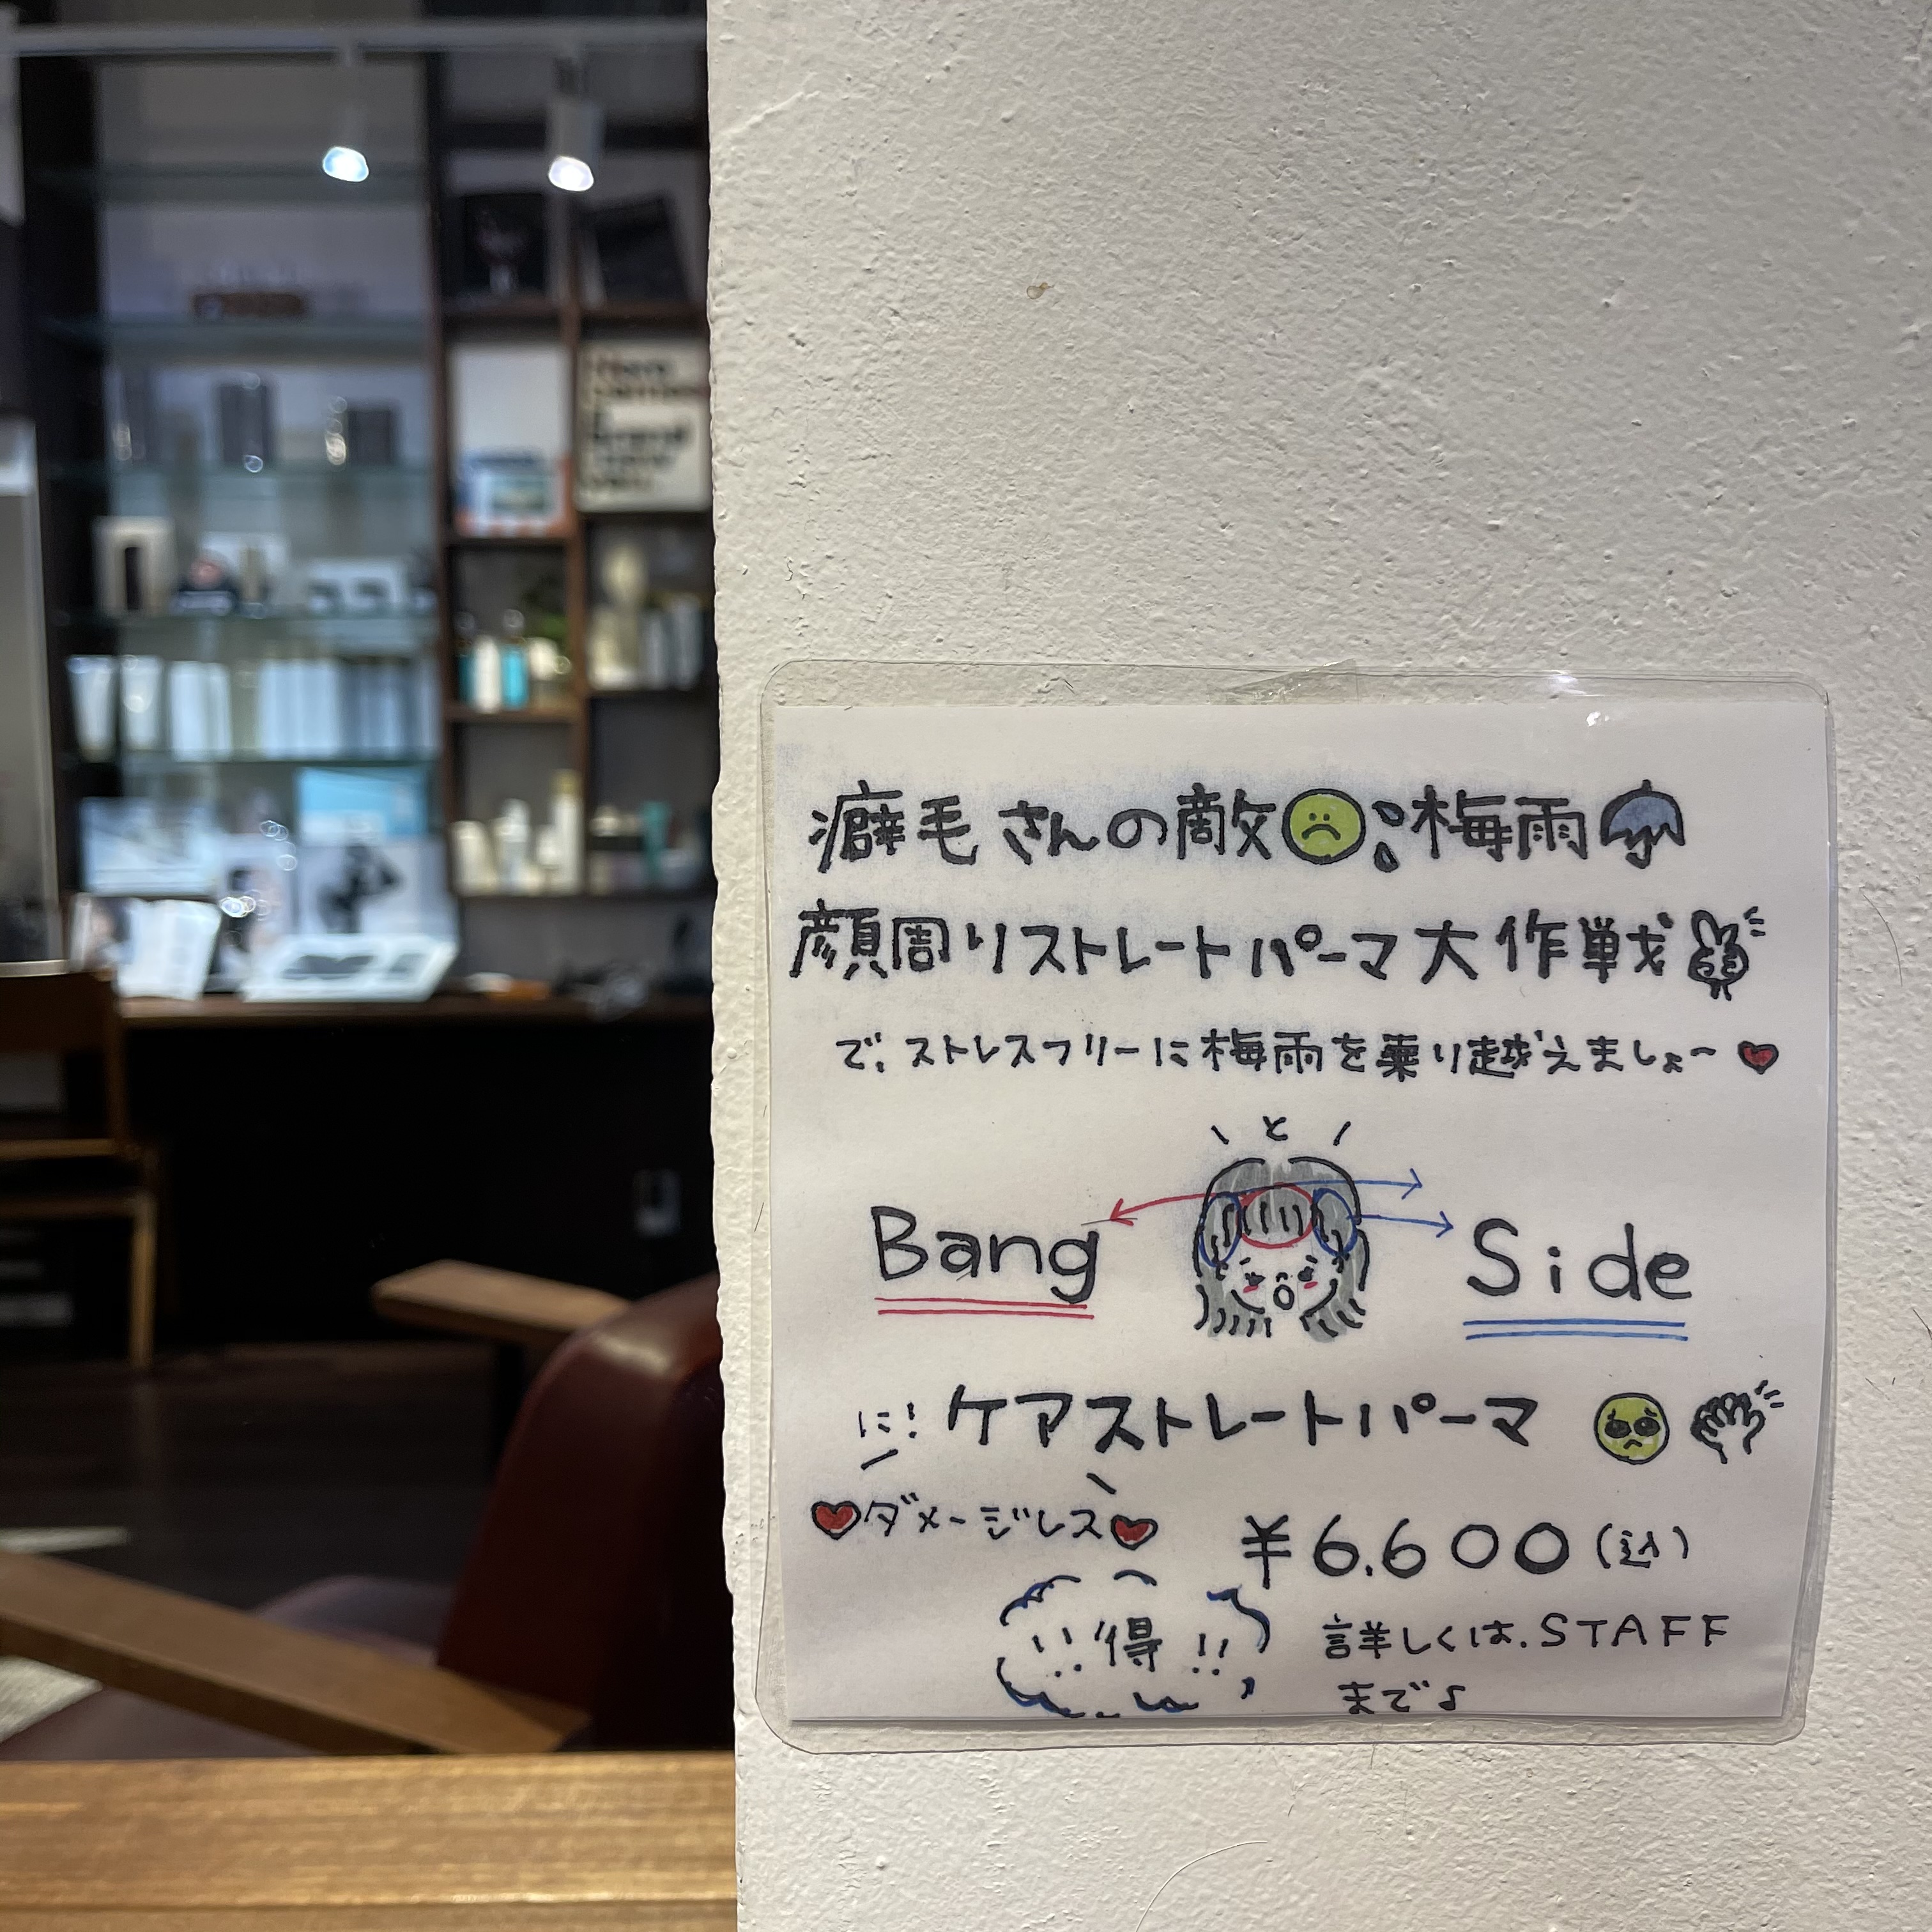 癖毛さんの敵 梅雨
顔周りストレートパーマ大作戦
で、ストレスフリーに梅雨を乗り越えましょ〜
と
Bang
Side
に! ケアストレートパーマ
ダメージレス
¥6.600(込)
!!得!!
詳しくは、STAFF
まで♪